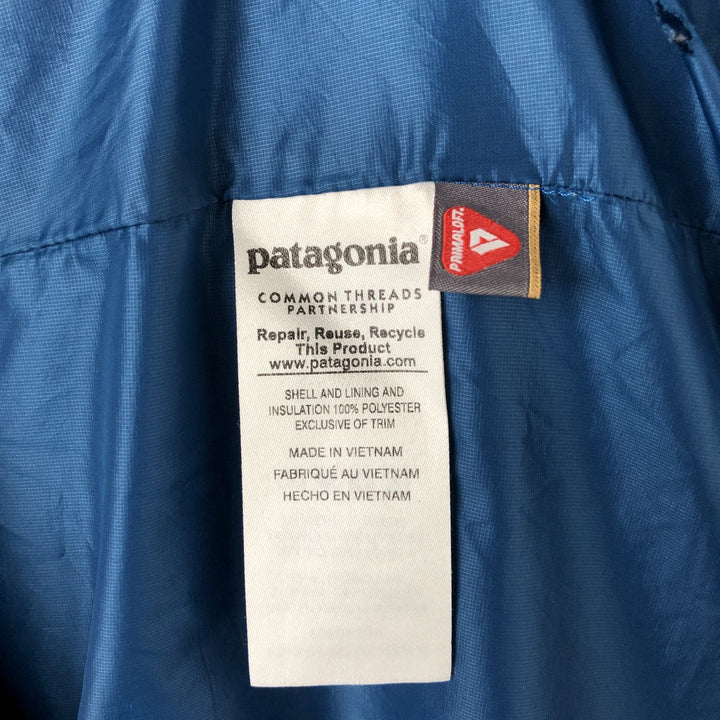 patagonia®
PRIMALOFT®
COMMON THREADS
PARTNERSHIP
Repair, Reuse, Recycle
This Product
www.patagonia.com
SHELL AND LINING AND
INSULATION 100% POLYESTER
EXCLUSIVE OF TRIM
MADE IN VIETNAM
FABRIQUÉ AU VIETNAM
HECHO EN VIETNAM